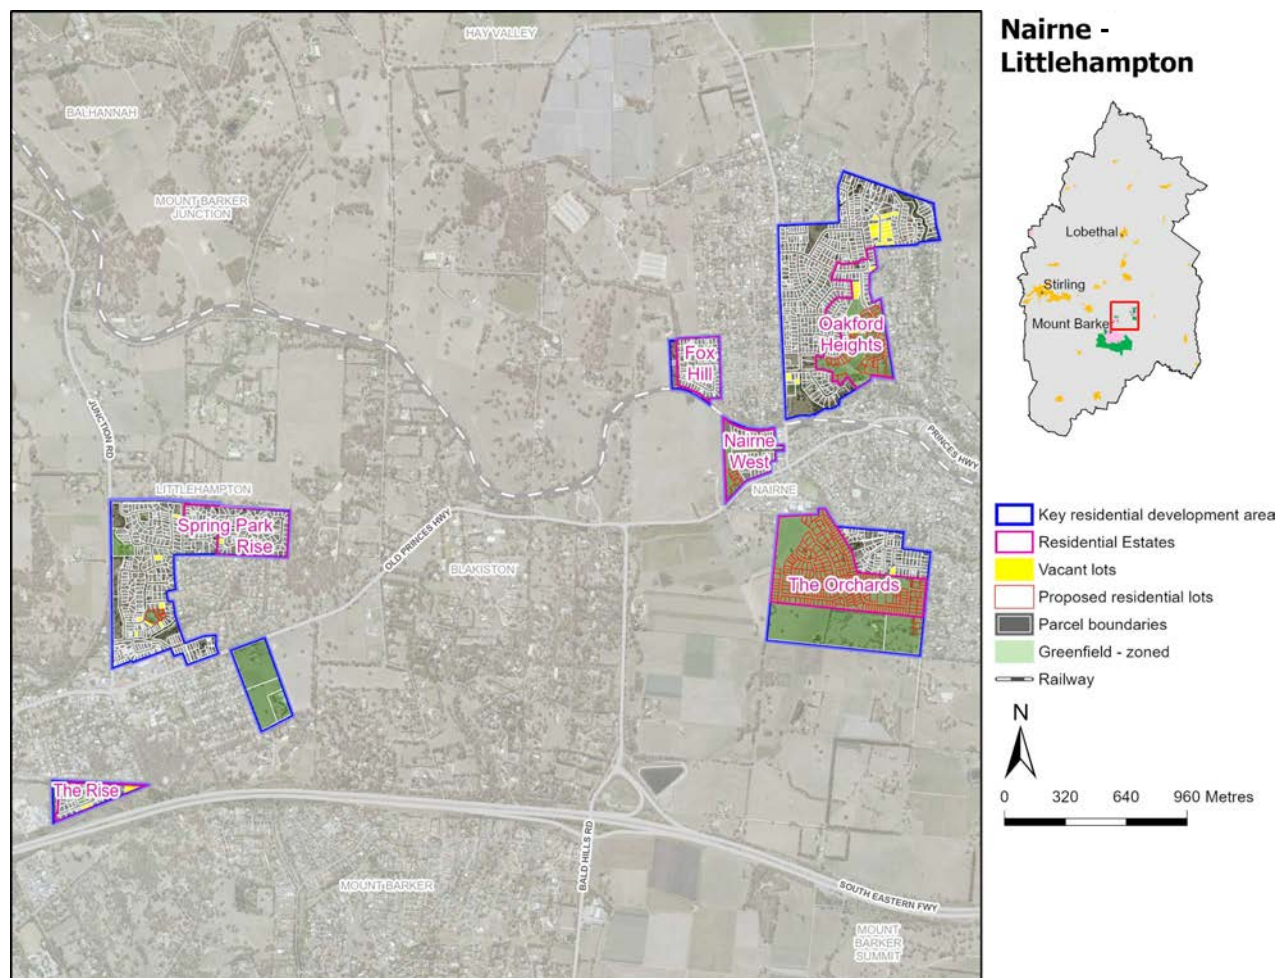 Nairne -
Littlehampton
HAY VALLEY
BALHANNAH
MOUNT BARKER
JUNCTION
Oakford
Heights
Fox
Hill
PRINCES HWY
Nairne
West
NAIRNE
JUNCTION RD
LITTLEHAMPTON
Spring Park
Rise
OLD PRINCES HWY
BLAKISTON
The Orchards
The Rise
BALD HILLS RD
MOUNT BARKER
SOUTH EASTERN FWY
MOUNT
BARKER
SUMMIT
Lobethal
Stirling
Mount Barker
Key residential development area
Residential Estates
Vacant lots
Proposed residential lots
Parcel boundaries
Greenfield - zoned
Railway
N
0 320 640 960 Metres